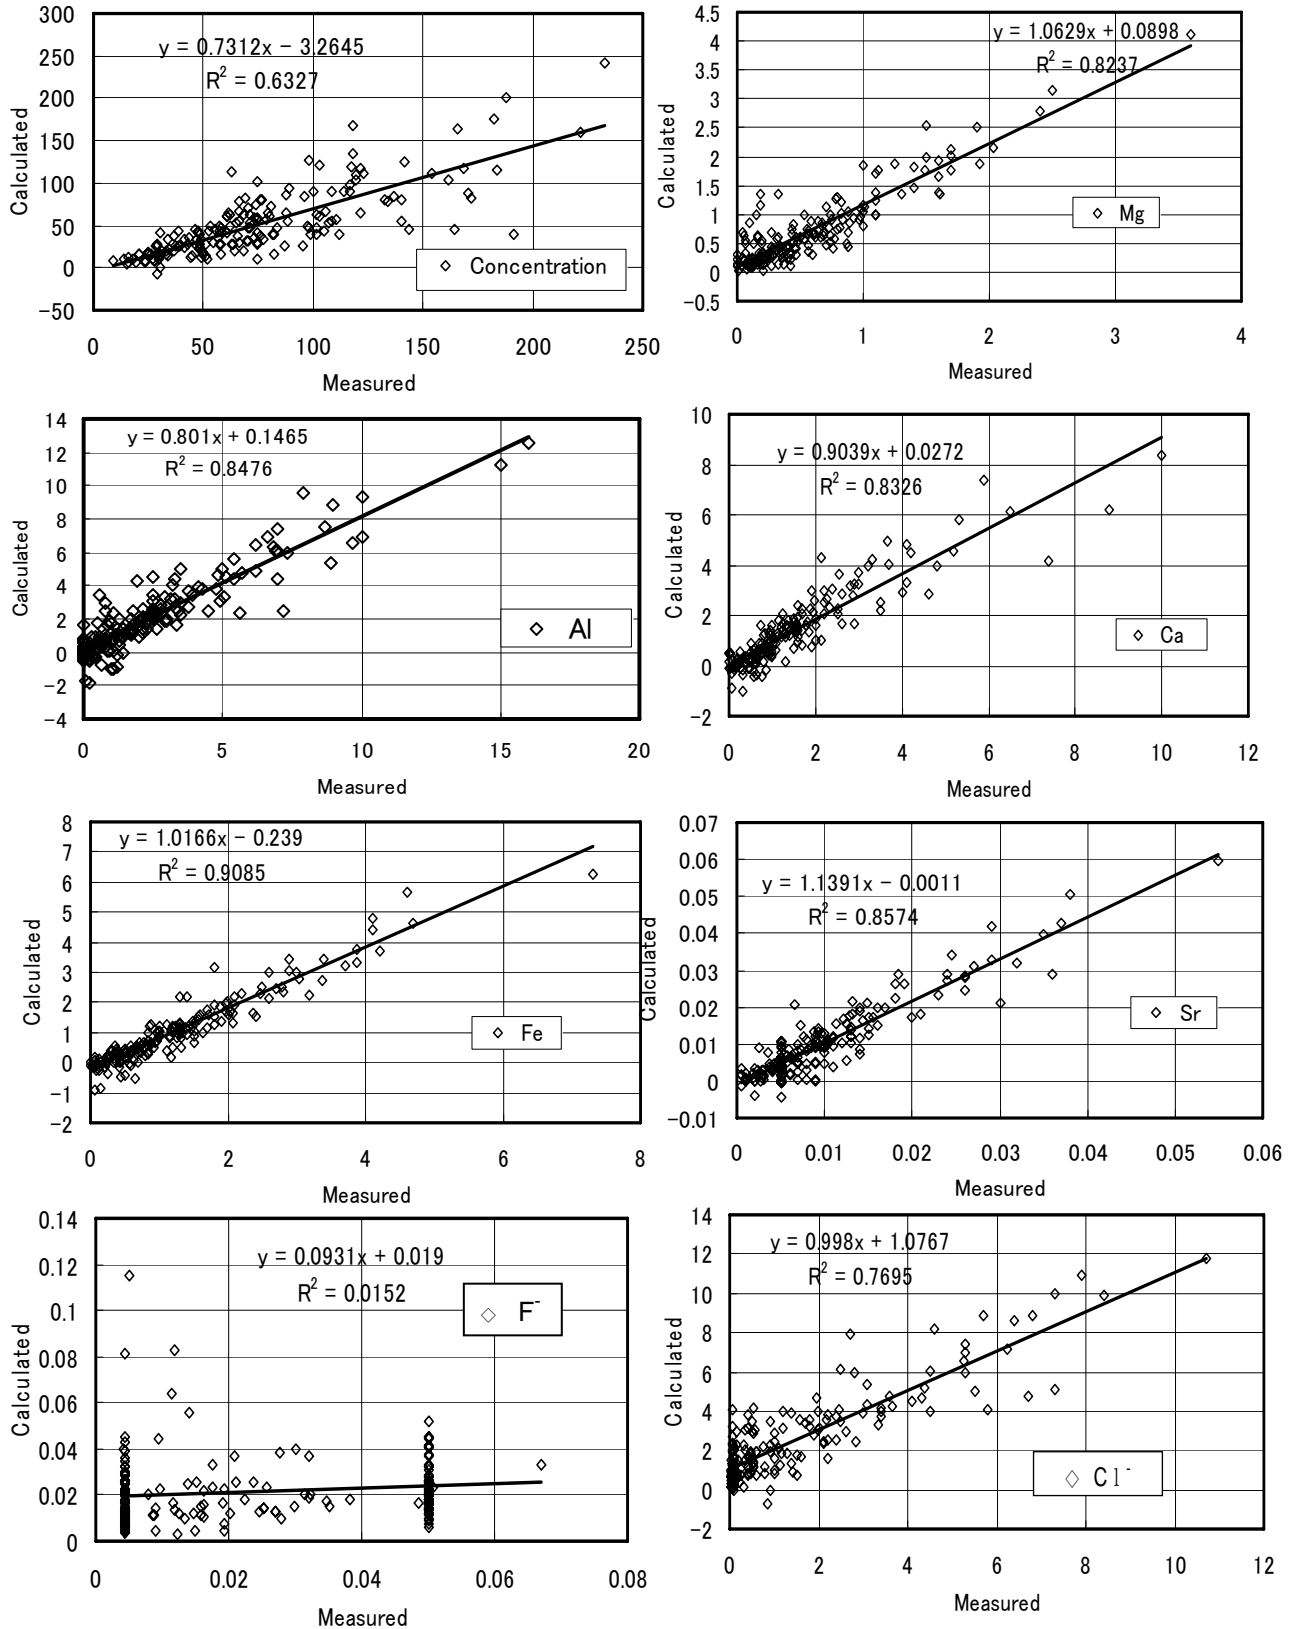 300
250
200
150
100
50
0
−50
Calculated
y = 0.7312x − 3.2645
R² = 0.6327
Concentration
0 50 100 150 200 250
Measured
4.5
4
3.5
3
2.5
2
1.5
1
0.5
0
−0.5
Calculated
y = 1.0629x + 0.0898
R² = 0.8237
Mg
0 1 2 3 4
Measured
14
12
10
8
6
4
2
0
−2
−4
Calculated
y = 0.801x + 0.1465
R² = 0.8476
Al
0 5 10 15 20
Measured
10
8
6
4
2
0
−2
Calculated
y = 0.9039x + 0.0272
R² = 0.8326
Ca
0 2 4 6 8 10 12
Measured
8
7
6
5
4
3
2
1
0
−1
−2
Calculated
y = 1.0166x − 0.239
R² = 0.9085
Fe
0 2 4 6 8
Measured
0.07
0.06
0.05
0.04
0.03
0.02
0.01
0
−0.01
Calculated
y = 1.1391x − 0.0011
R² = 0.8574
Sr
0 0.01 0.02 0.03 0.04 0.05 0.06
Measured
0.14
0.12
0.1
0.08
0.06
0.04
0.02
0
Calculated
y = 0.0931x + 0.019
R² = 0.0152
F⁻
0 0.02 0.04 0.06 0.08
Measured
14
12
10
8
6
4
2
0
−2
Calculated
y = 0.998x + 1.0767
R² = 0.7695
Cl⁻
0 2 4 6 8 10 12
Measured